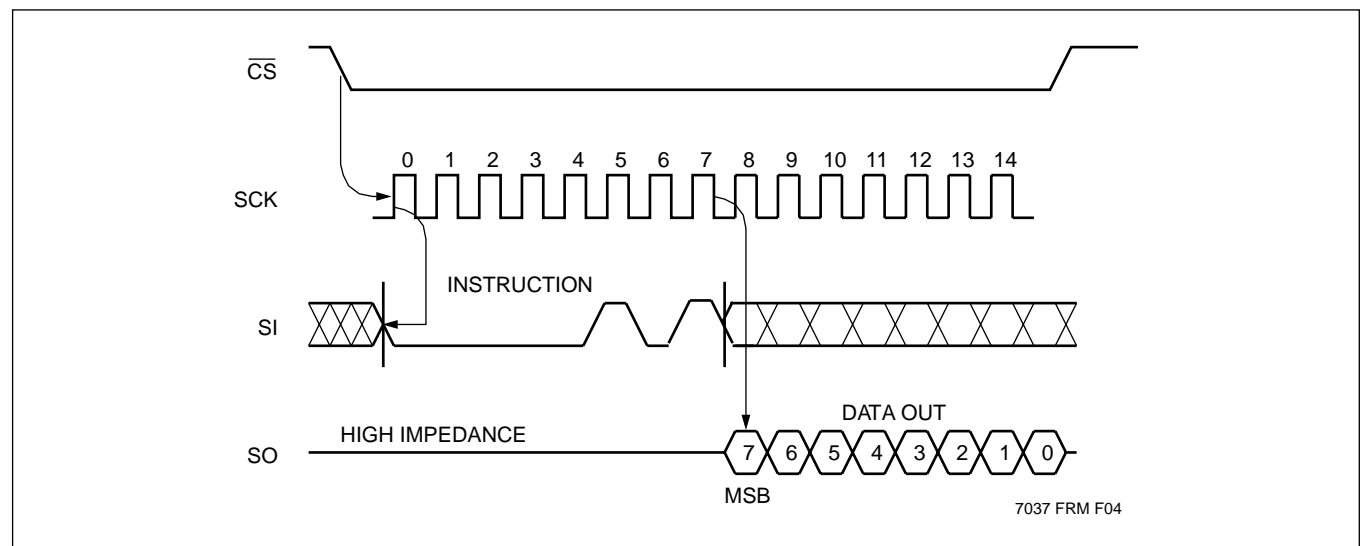 C̅S̅
0 1 2 3 4 5 6 7 8 9 10 11 12 13 14
SCK
INSTRUCTION
SI
DATA OUT
HIGH IMPEDANCE
SO
7 6 5 4 3 2 1 0
MSB
7037 FRM F04